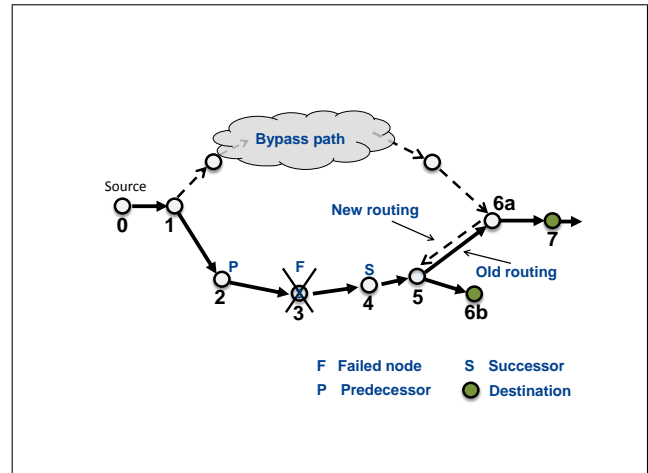 Bypass path
Source
0
1
6a
7
New routing
Old routing
P
2
F
X
3
S
4
5
6b
F Failed node
S Successor
P Predecessor
Destination